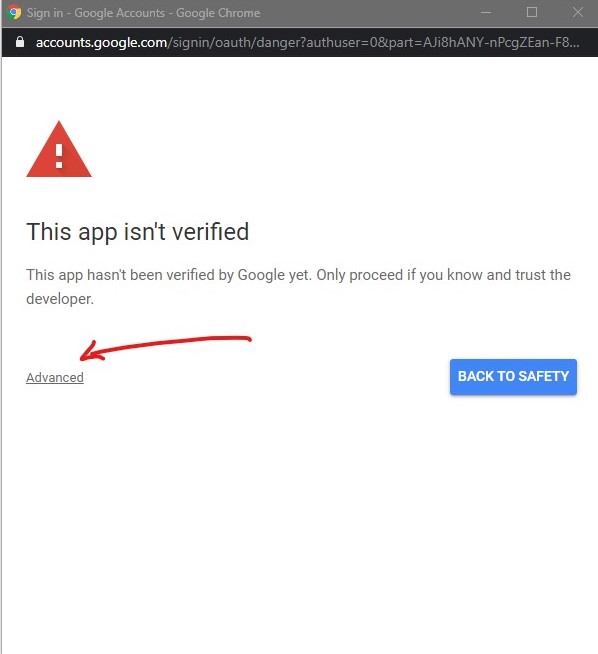 Sign in - Google Accounts - Google Chrome
accounts.google.com/signin/oauth/danger?authuser=0&part=AJi8hANY-nPcgZEan-F8...
This app isn't verified
This app hasn't been verified by Google yet. Only proceed if you know and trust the
developer.
Advanced
BACK TO SAFETY